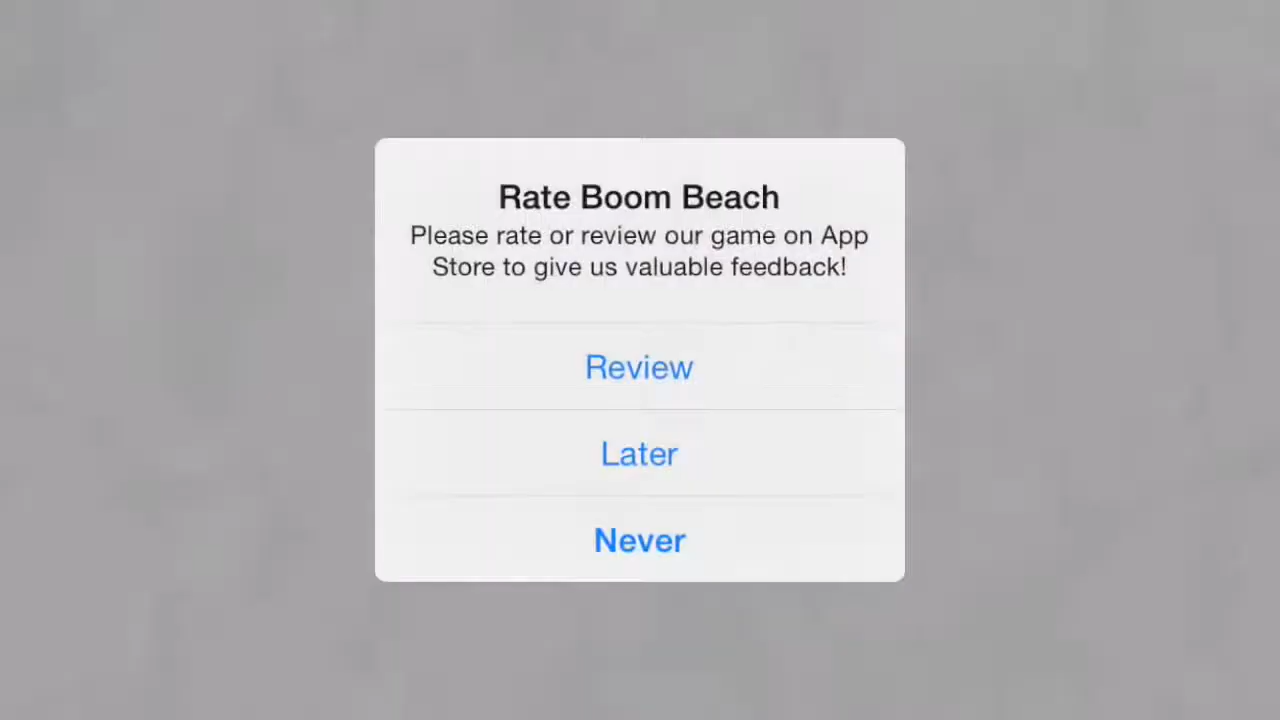 Rate Boom Beach
Please rate or review our game on App
Store to give us valuable feedback!
Review
Later
Never